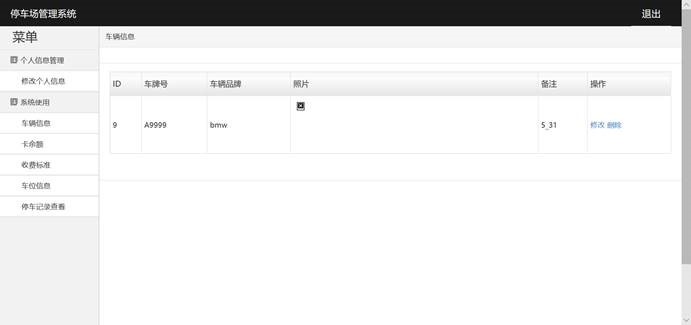 停车场管理系统 退出
菜单
车辆信息
个人信息管理
修改个人信息
系统使用
车辆信息
卡余额
收费标准
车位信息
停车记录查看
ID 车牌号 车辆品牌 照片 备注 操作
9 A9999 bmw 5_31 修改 删除